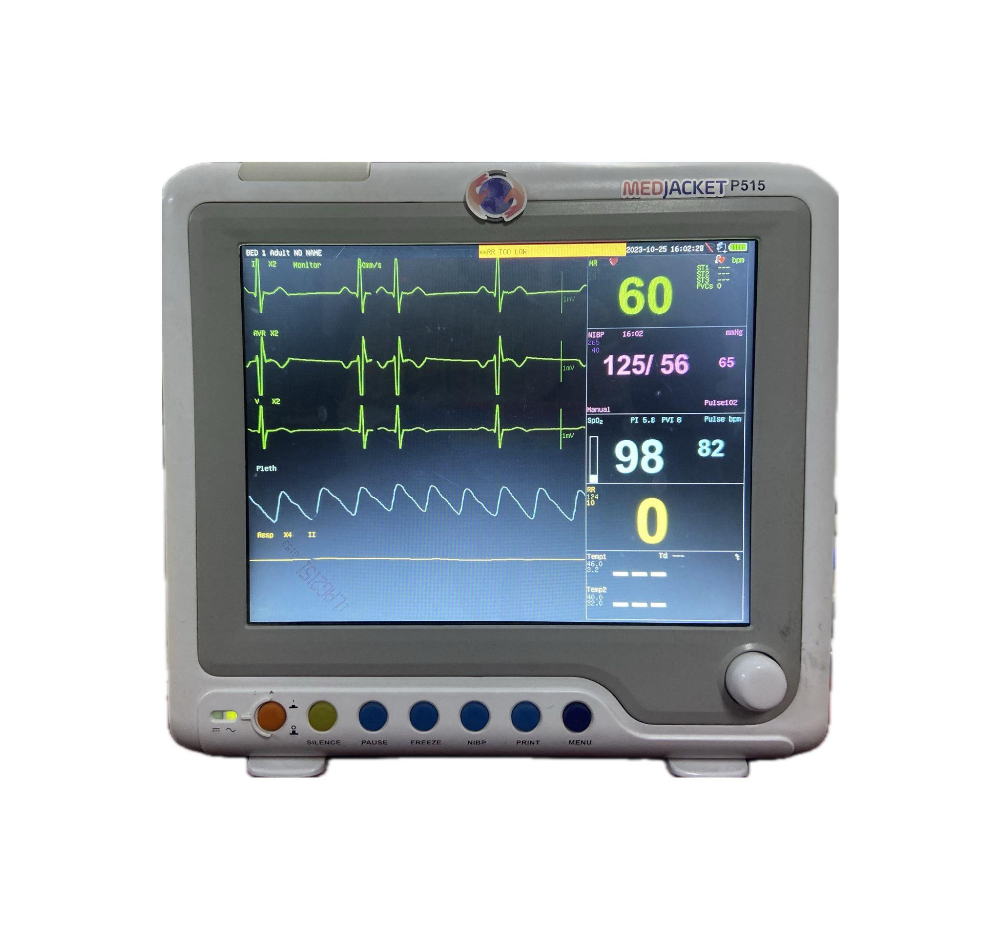 MEDJACKET P515
BED 1 Adult NO NAME
**RR TOO LOW
2023-10-25 16:02:28
I X2 Monitor 50mm/s
1mV
AVR X2
1mV
V X2
1mV
Pleth
Resp X4 II
HR
bpm
60
ST1 ---
ST2 ---
ST3 ---
PVCs 0
NIBP 16:02 mmHg
265
40
125/ 56 65
Pulse102
Manual
SpO₂ PI 5.8 PVI 8 Pulse bpm
98 82
RR
124
10
0
Temp1 Td --- °C
46.0
3.2
---
Temp2
40.0
32.0
---
SILENCE PAUSE FREEZE NIBP PRINT MENU